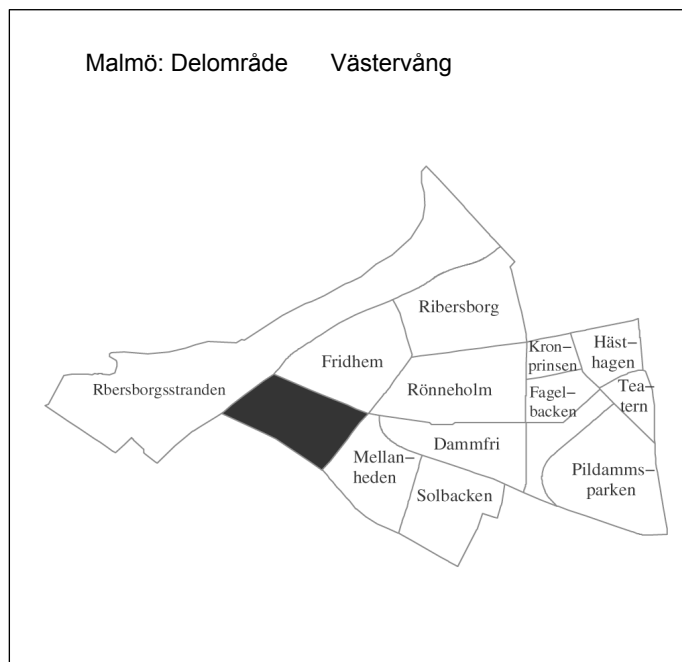 Malmö: Delområde Västervång
Ribersborg
Kron–
prinsen
Häst–
hagen
Fridhem
Rbersborgsstranden
Rönneholm
Fagel–
backen
Tea–
tern
Dammfri
Mellan–
heden
Pildamms–
parken
Solbacken